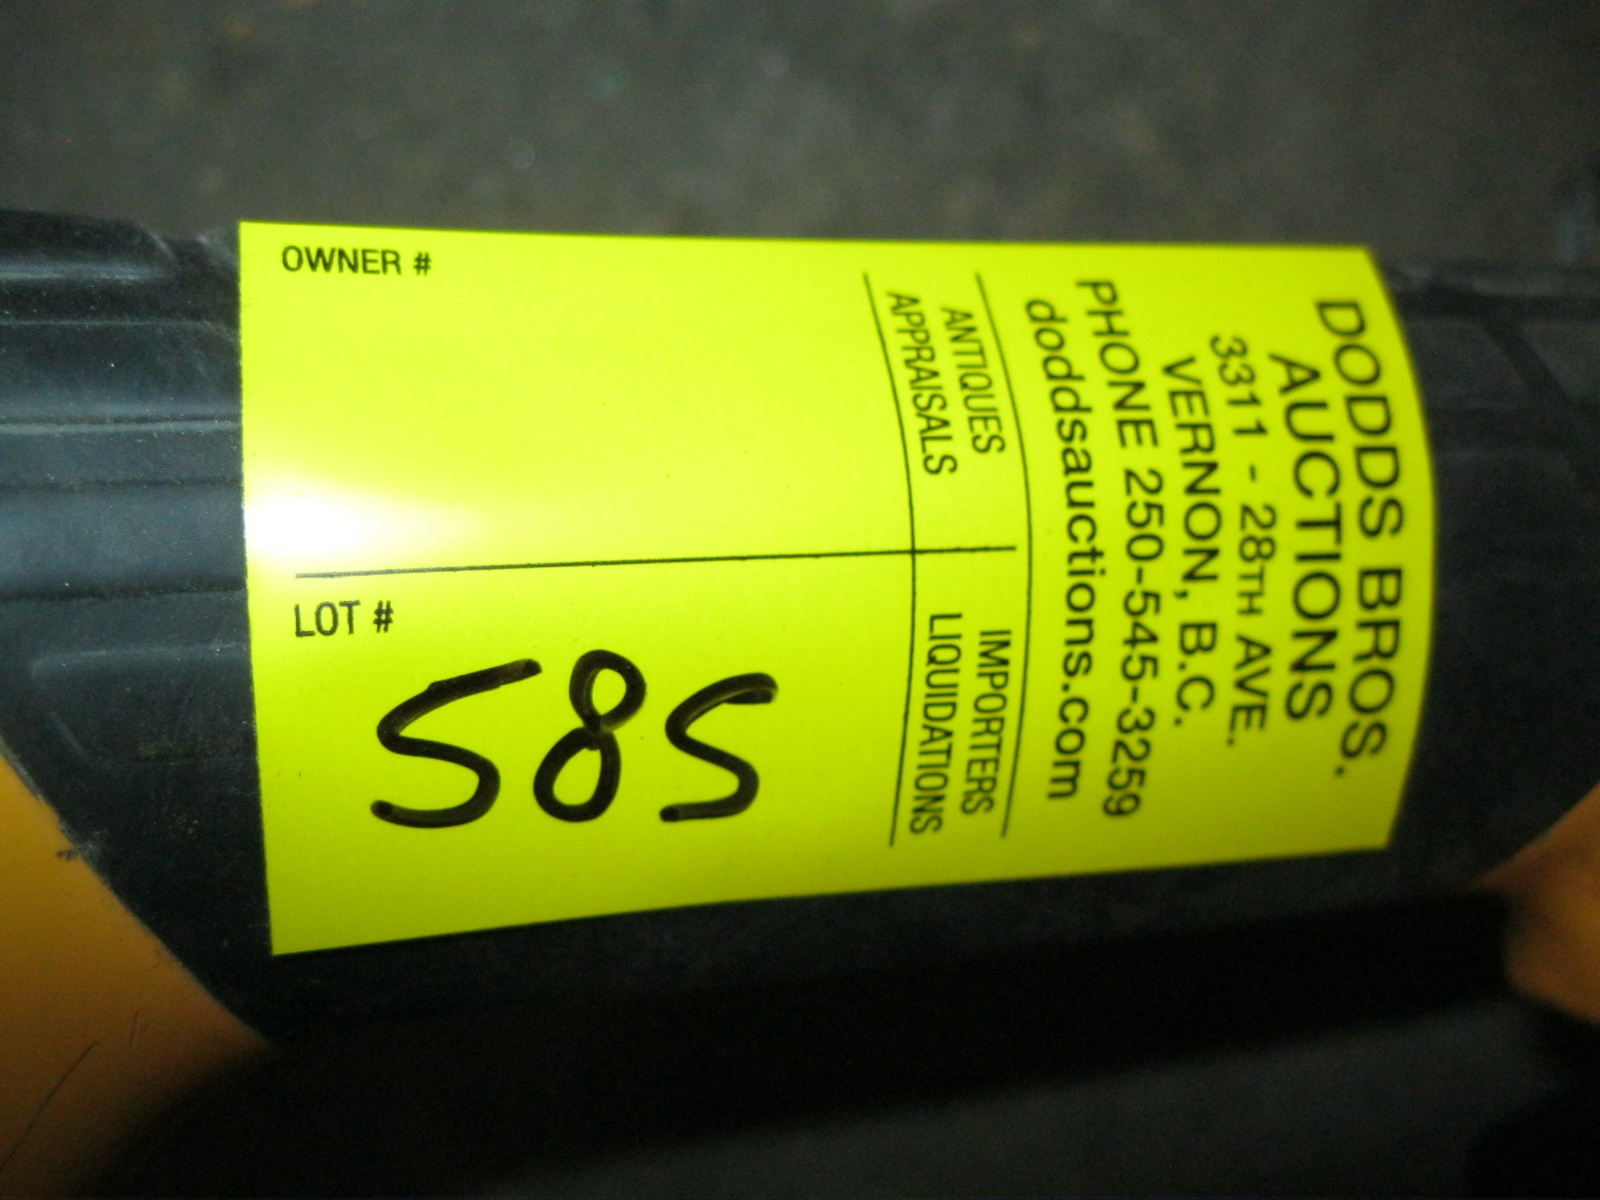 DODDS BROS.
AUCTIONS
3311 - 28TH AVE.
VERNON, B.C.
PHONE 250-545-3259
doddsauctions.com
ANTIQUES
APPRAISALS
IMPORTERS
LIQUIDATIONS
OWNER #
LOT #
585